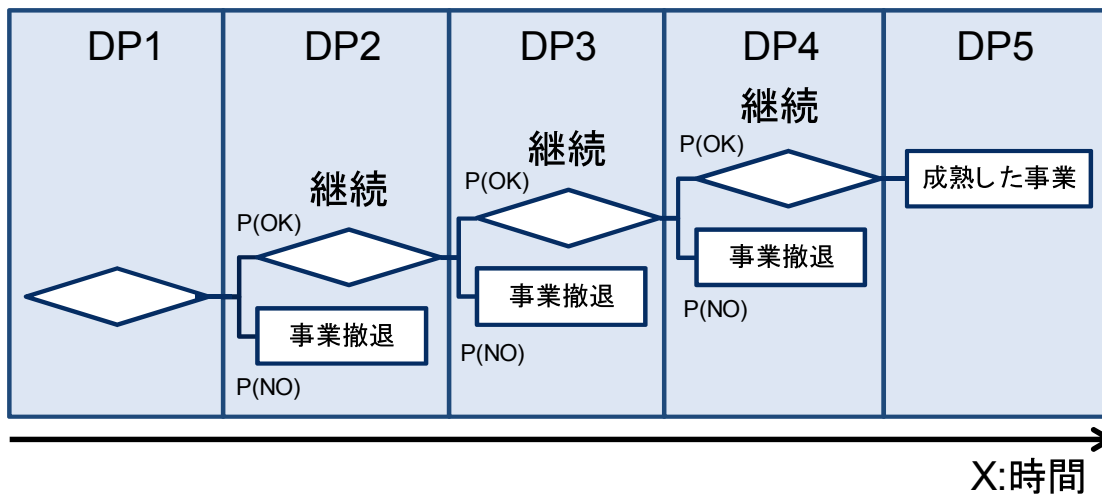 DP1
DP2
DP3
DP4
DP5
継続
P(OK)
継続
P(OK)
成熟した事業
継続
P(OK)
事業撤退
事業撤退
P(NO)
事業撤退
P(NO)
P(NO)
X:時間